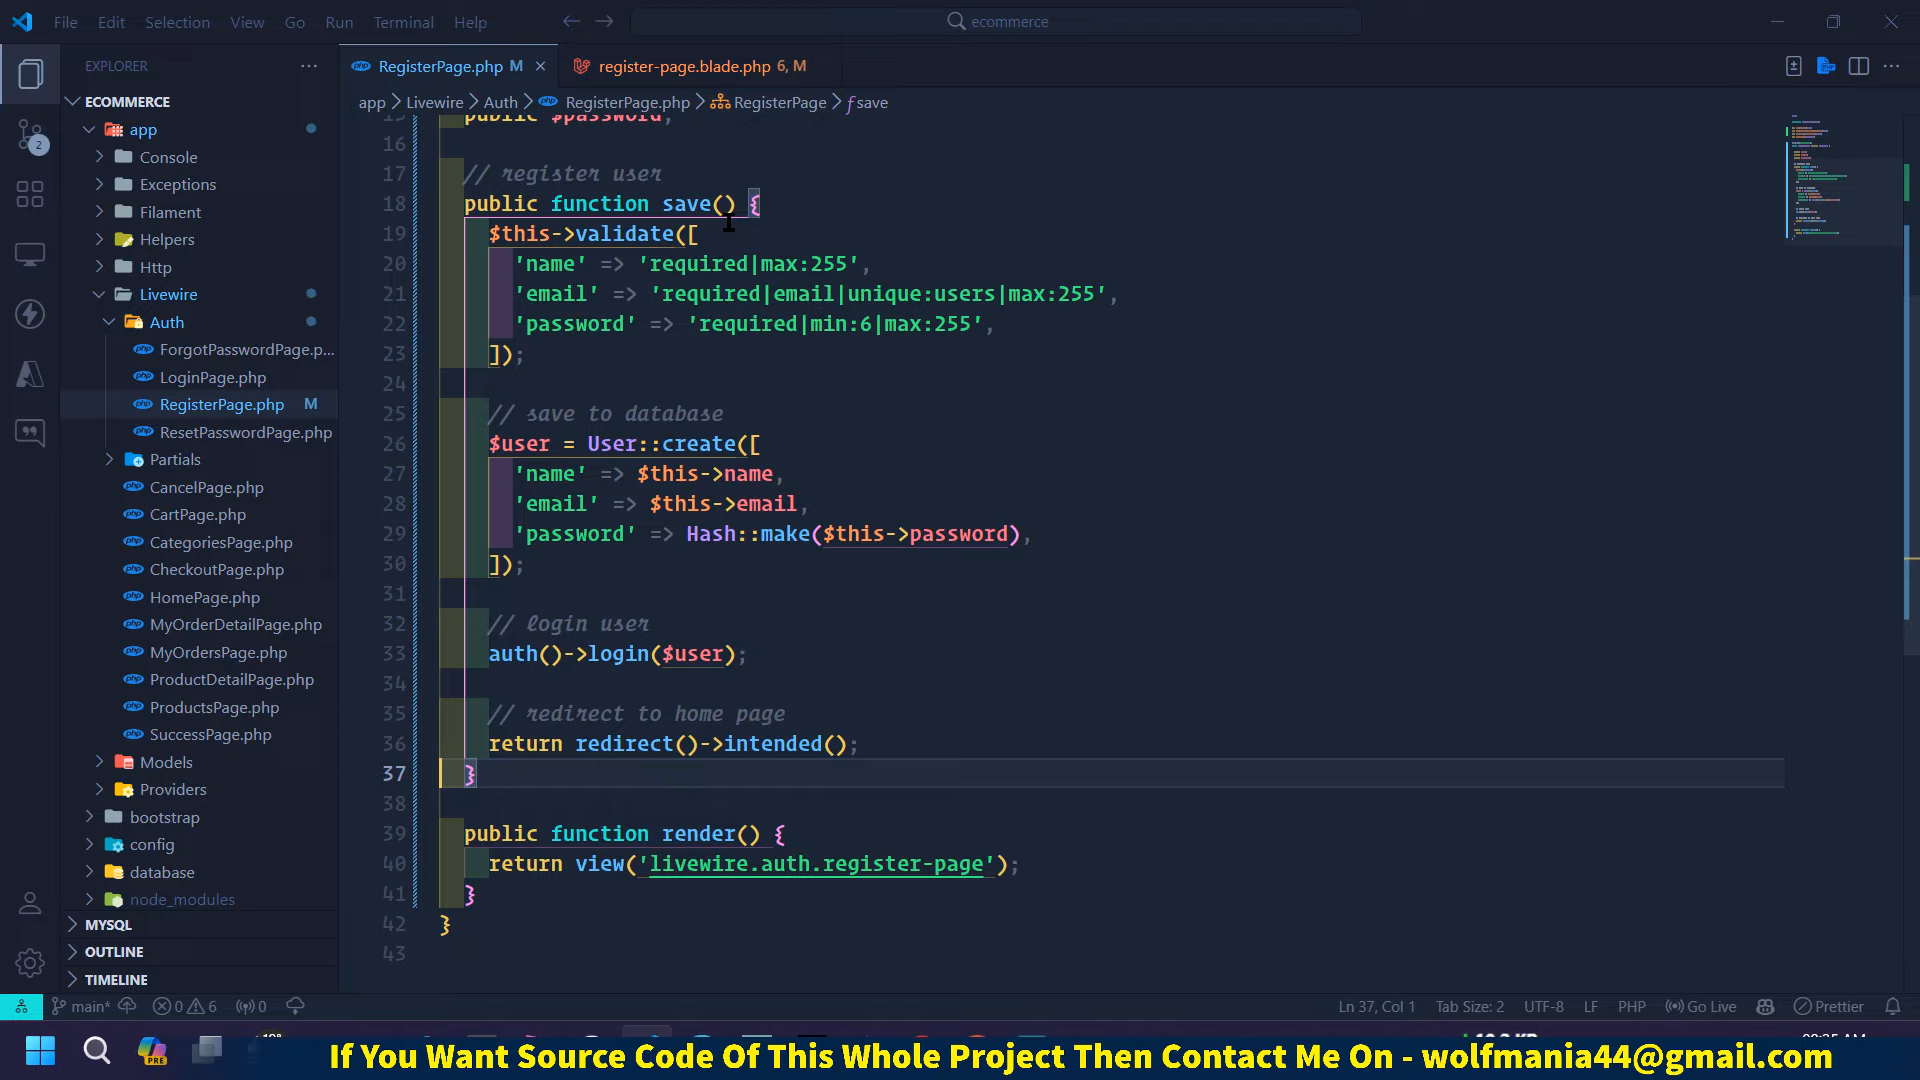 File Edit Selection View Go Run Terminal Help
ecommerce
EXPLORER
RegisterPage.php M
register-page.blade.php 6, M
ECOMMERCE
app > Livewire > Auth > RegisterPage.php > RegisterPage > save
app
Console
Exceptions
Filament
Helpers
Http
Livewire
Auth
ForgotPasswordPage.p...
LoginPage.php
RegisterPage.php M
ResetPasswordPage.php
Partials
CancelPage.php
CartPage.php
CategoriesPage.php
CheckoutPage.php
HomePage.php
MyOrderDetailPage.php
MyOrdersPage.php
ProductDetailPage.php
ProductsPage.php
SuccessPage.php
Models
Providers
bootstrap
config
database
node_modules
MYSQL
OUTLINE
TIMELINE
2
15 public $password;
16
17 // register user
18 public function save() {
19 $this->validate([
20 'name' => 'required|max:255',
21 'email' => 'required|email|unique:users|max:255',
22 'password' => 'required|min:6|max:255',
23 ]);
24
25 // save to database
26 $user = User::create([
27 'name' => $this->name,
28 'email' => $this->email,
29 'password' => Hash::make($this->password),
30 ]);
31
32 // login user
33 auth()->login($user);
34
35 // redirect to home page
36 return redirect()->intended();
37 }
38
39 public function render() {
40 return view('livewire.auth.register-page');
41 }
42 }
43
main* 0 6 0
Ln 37, Col 1 Tab Size: 2 UTF-8 LF PHP Go Live Prettier
PRE
If You Want Source Code Of This Whole Project Then Contact Me On - wolfmania44@gmail.com